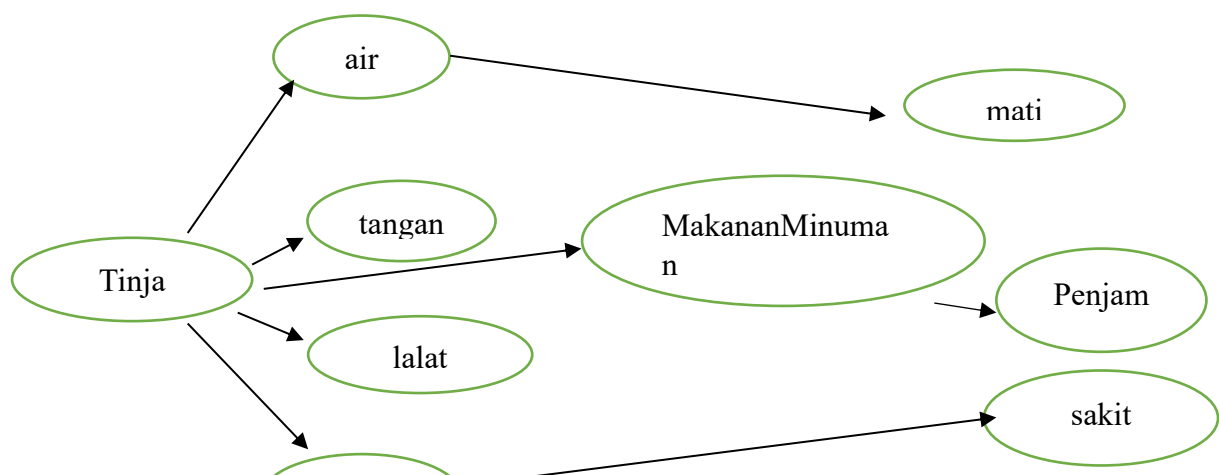 air
mati
tangan
MakananMinuma
n
Tinja
Penjam
lalat
sakit